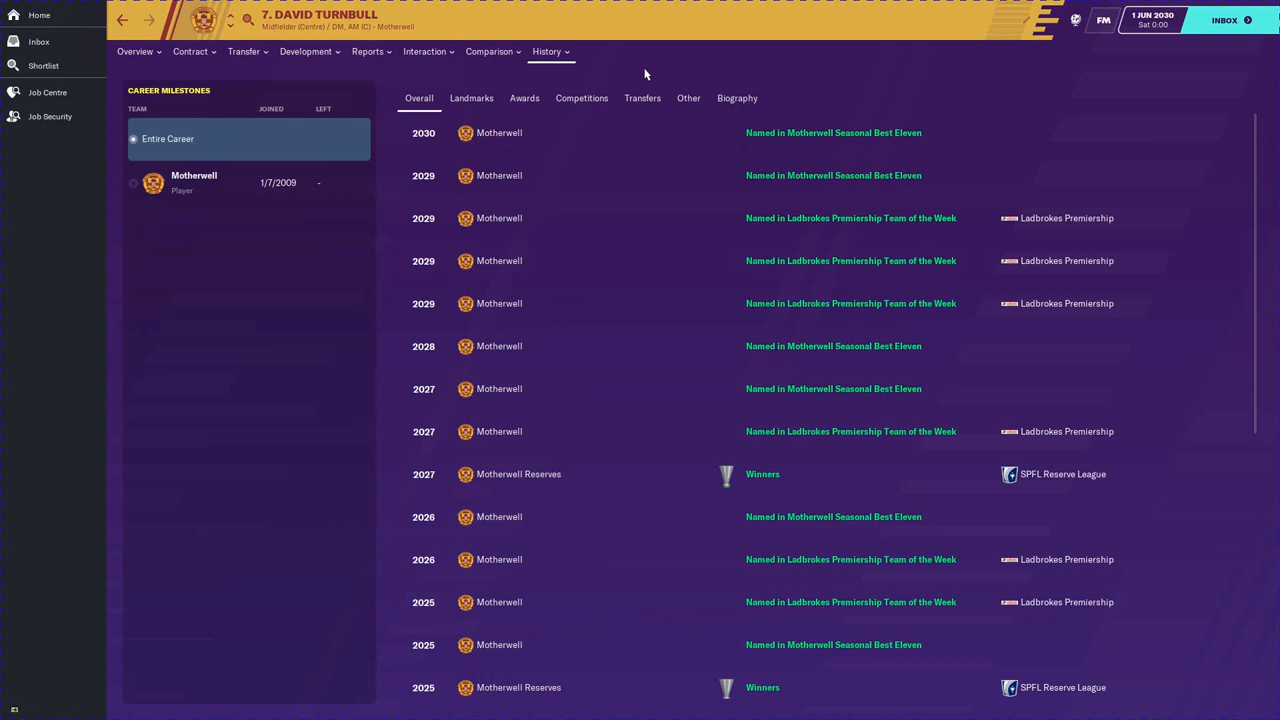 Home
Inbox
Shortlist
Job Centre
Job Security
7. DAVID TURNBULL
Midfielder (Centre) / DM, AM (C) - Motherwell
FM
1 JUN 2030
Sat 0:00
INBOX
Overview
Contract
Transfer
Development
Reports
Interaction
Comparison
History
CAREER MILESTONES
TEAM JOINED LEFT
Entire Career
Motherwell
Player
1/7/2009 -
Overall Landmarks Awards Competitions Transfers Other Biography
2030 Motherwell Named in Motherwell Seasonal Best Eleven
2029 Motherwell Named in Motherwell Seasonal Best Eleven
2029 Motherwell Named in Ladbrokes Premiership Team of the Week Ladbrokes Premiership
2029 Motherwell Named in Ladbrokes Premiership Team of the Week Ladbrokes Premiership
2029 Motherwell Named in Ladbrokes Premiership Team of the Week Ladbrokes Premiership
2028 Motherwell Named in Motherwell Seasonal Best Eleven
2027 Motherwell Named in Motherwell Seasonal Best Eleven
2027 Motherwell Named in Ladbrokes Premiership Team of the Week Ladbrokes Premiership
2027 Motherwell Reserves Winners SPFL Reserve League
2026 Motherwell Named in Motherwell Seasonal Best Eleven
2026 Motherwell Named in Ladbrokes Premiership Team of the Week Ladbrokes Premiership
2025 Motherwell Named in Ladbrokes Premiership Team of the Week Ladbrokes Premiership
2025 Motherwell Named in Motherwell Seasonal Best Eleven
2025 Motherwell Reserves Winners SPFL Reserve League